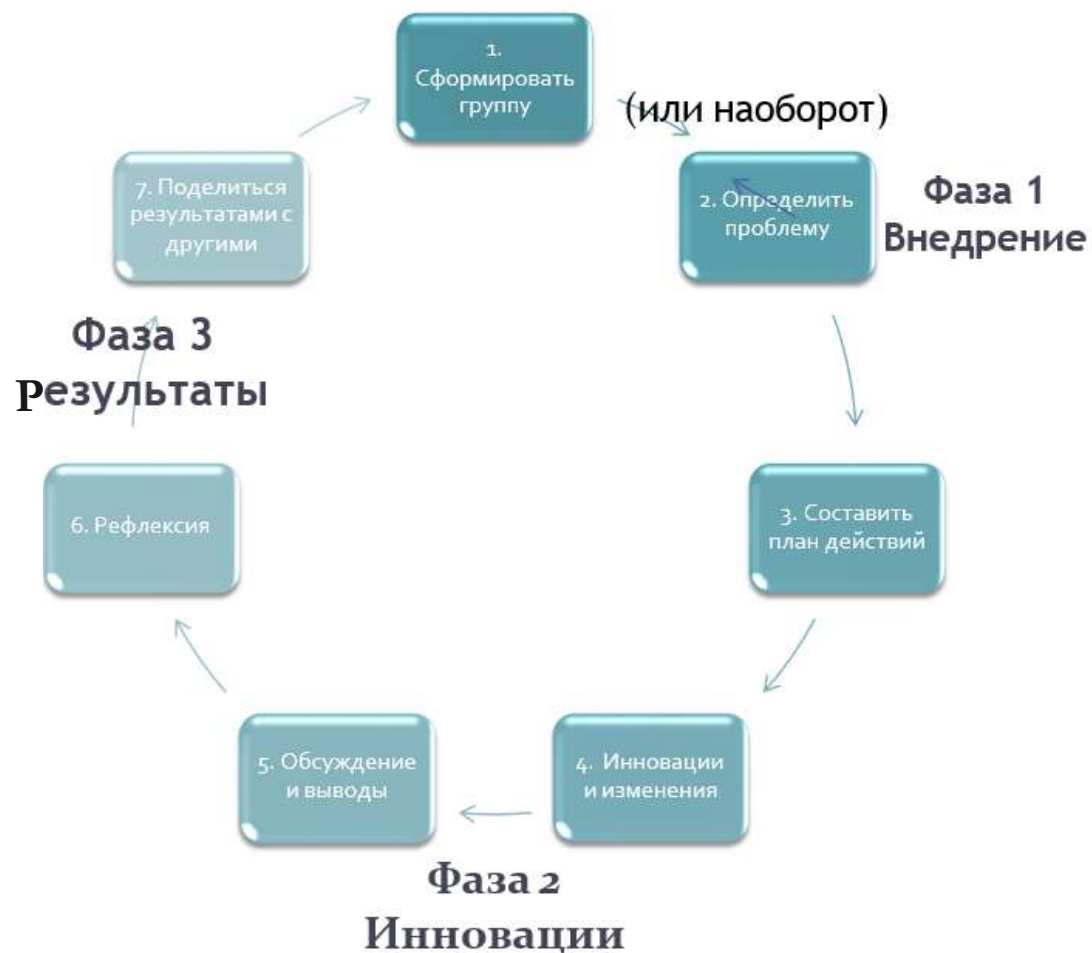 1.
Сформировать
группу
(или наоборот)
2. Определить
проблему
Фаза 1
Внедрение
3. Составить
план действий
4. Инновации
и изменения
Фаза 2
Инновации
5. Обсуждение
и выводы
6. Рефлексия
Фаза 3
Результаты
7. Поделиться
результатами с
другими